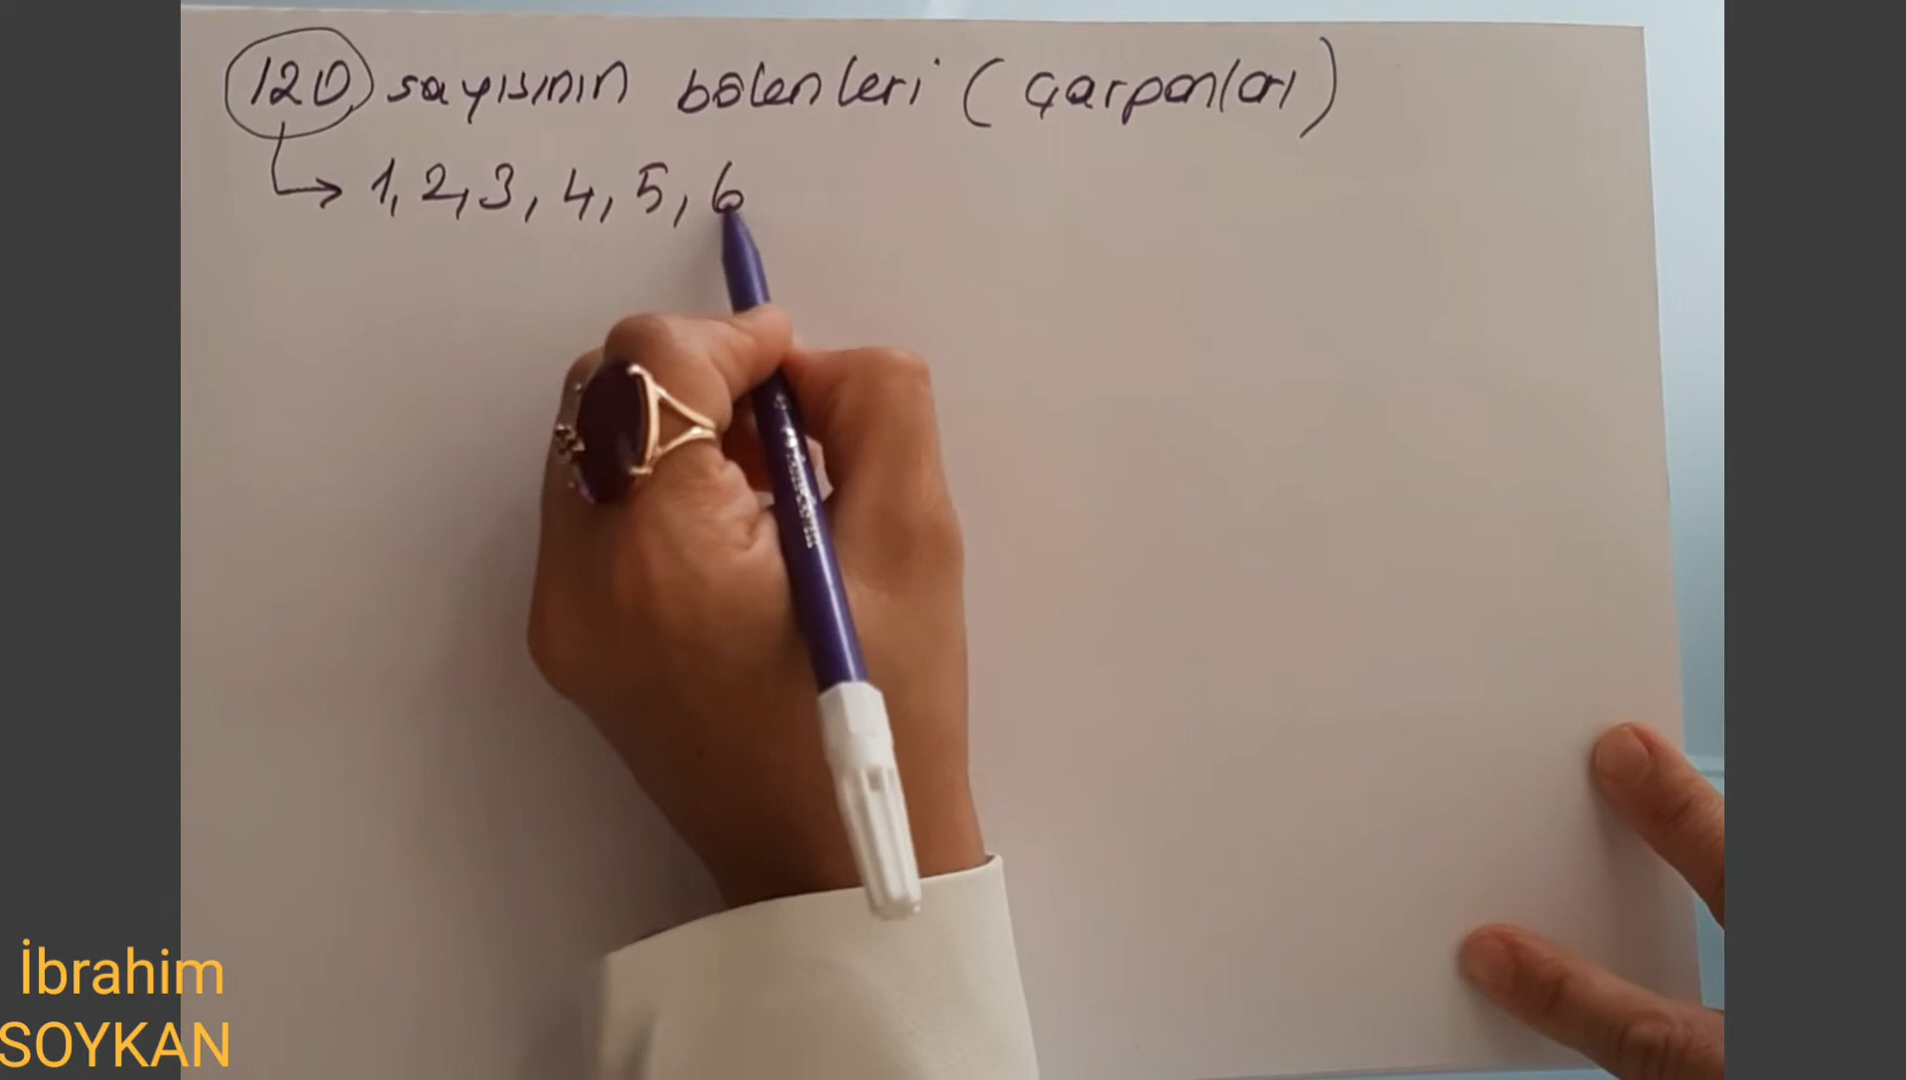 120 sayısının bölenleri (çarpanları)
→ 1, 2, 3, 4, 5, 6
İbrahim
SOYKAN